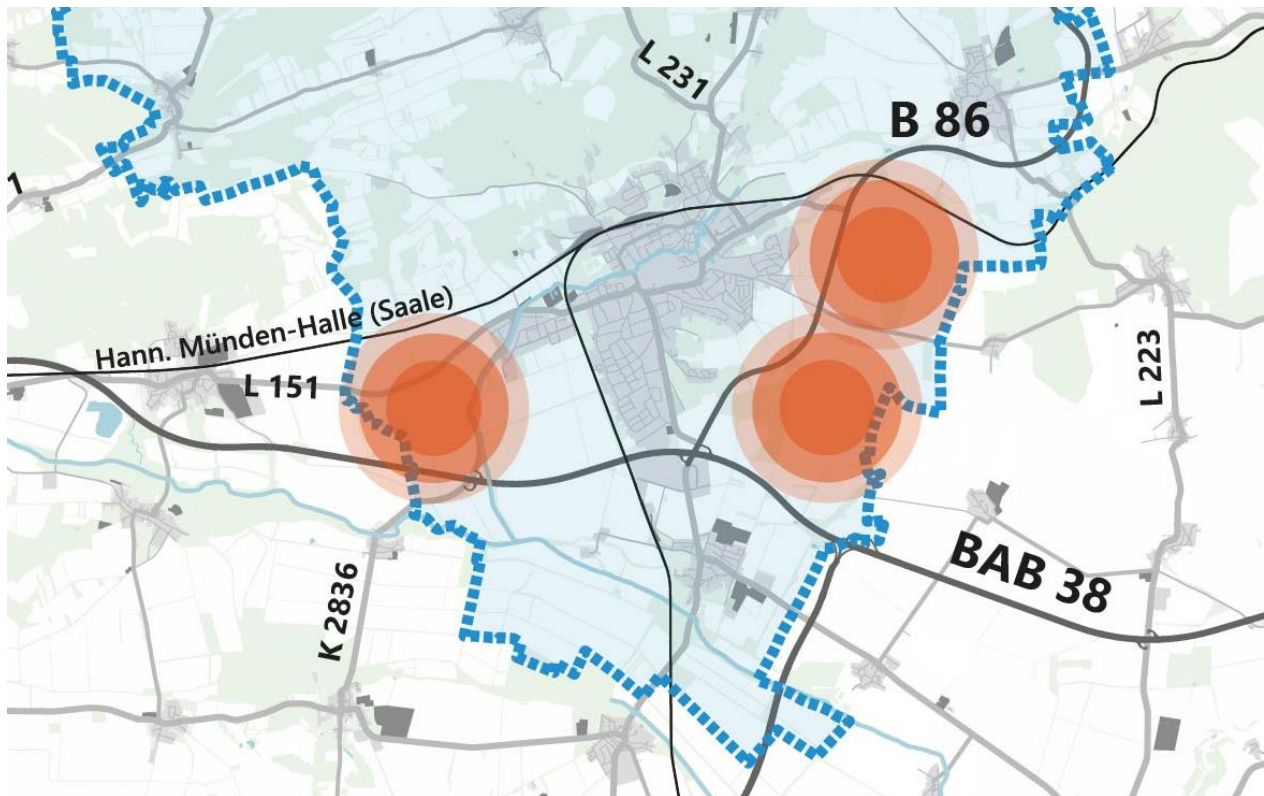 L 231
B 86
1
Hann. Münden-Halle (Saale)
L 151
L 223
BAB 38
K 2836